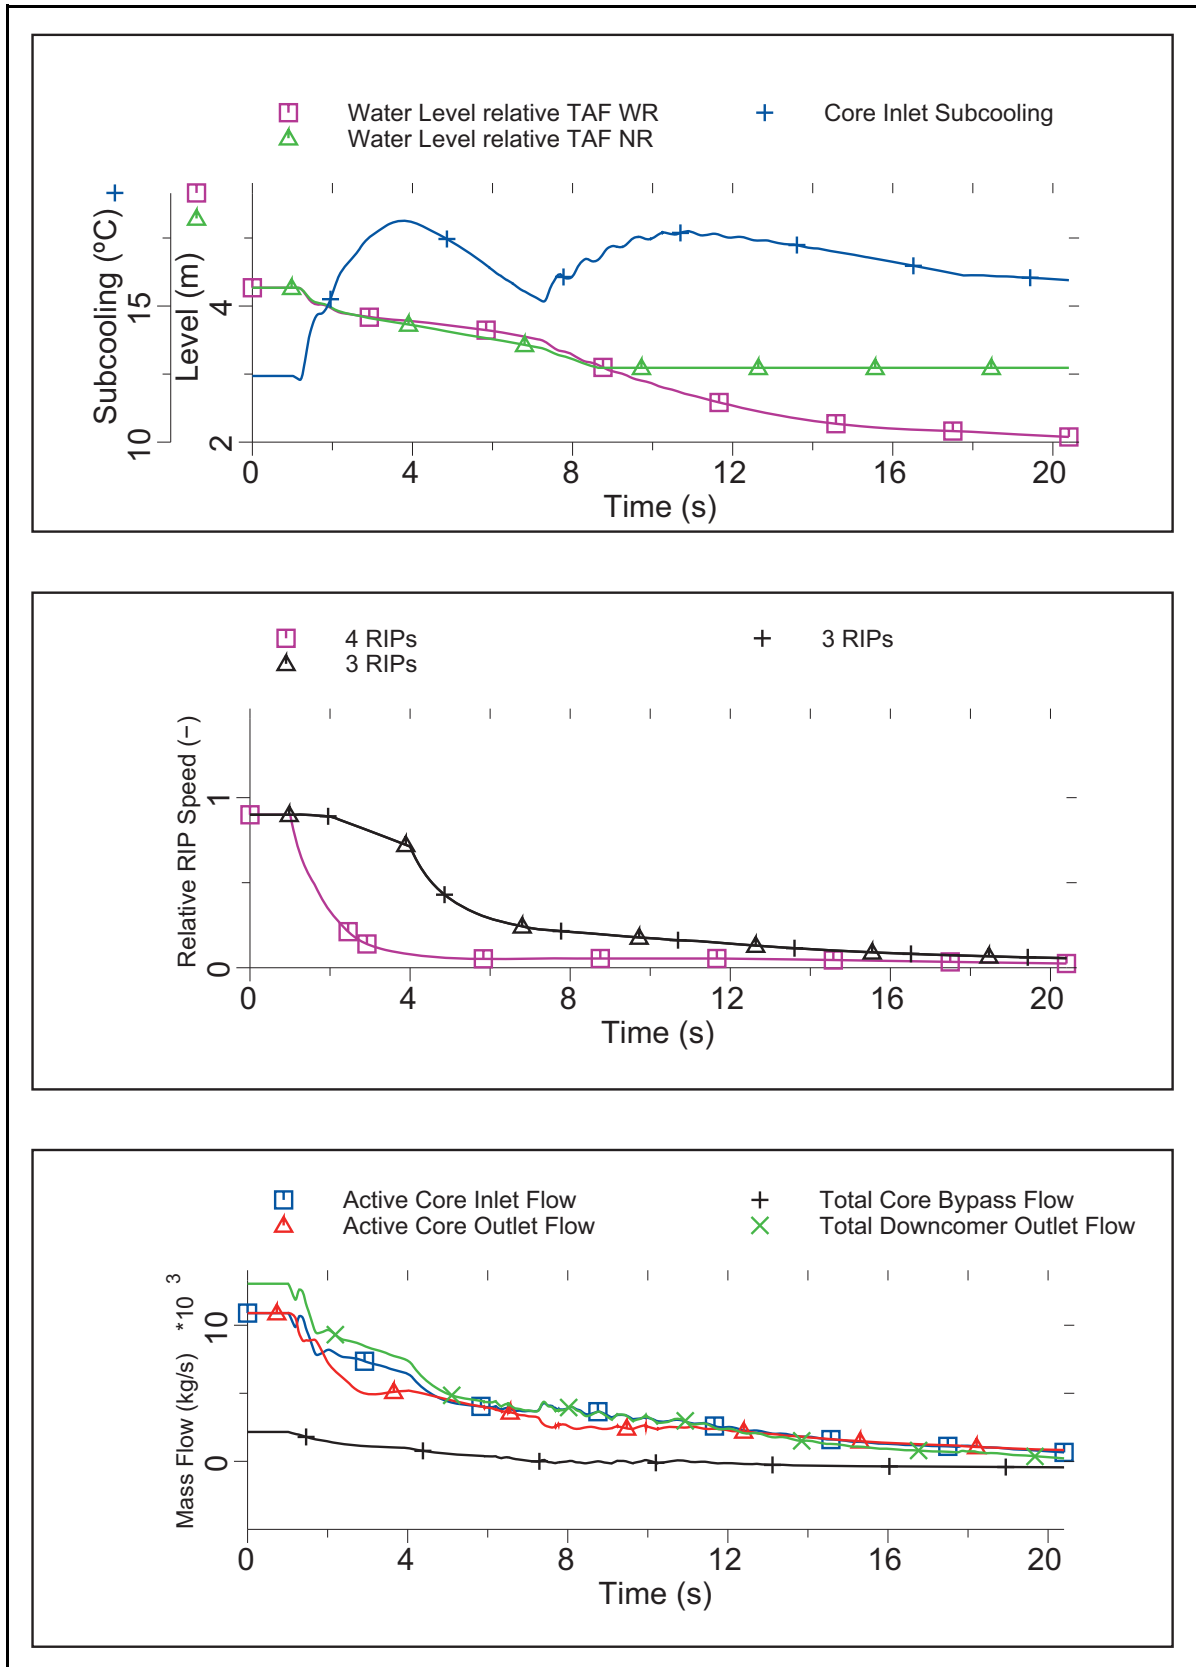 Water Level relative TAF WR
Core Inlet Subcooling
Water Level relative TAF NR
Subcooling (ºC)
Level (m)
15
10
4
2
0 4 8 12 16 20
Time (s)
4 RIPs
3 RIPs
3 RIPs
Relative RIP Speed (−)
1
0
0 4 8 12 16 20
Time (s)
Active Core Inlet Flow
Total Core Bypass Flow
Active Core Outlet Flow
Total Downcomer Outlet Flow
Mass Flow (kg/s) *10 3
10
0
0 4 8 12 16 20
Time (s)